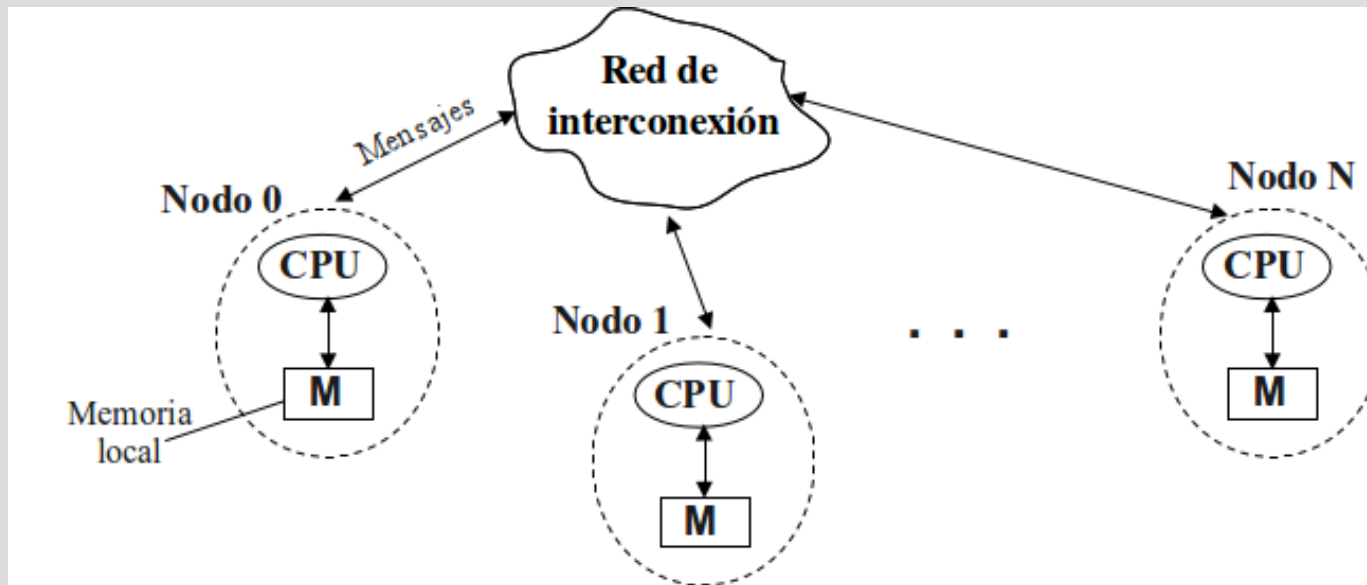 Red de
interconexión
Mensajes
Nodo 0
CPU
M
Memoria
local
Nodo 1
CPU
M
. . .
Nodo N
CPU
M